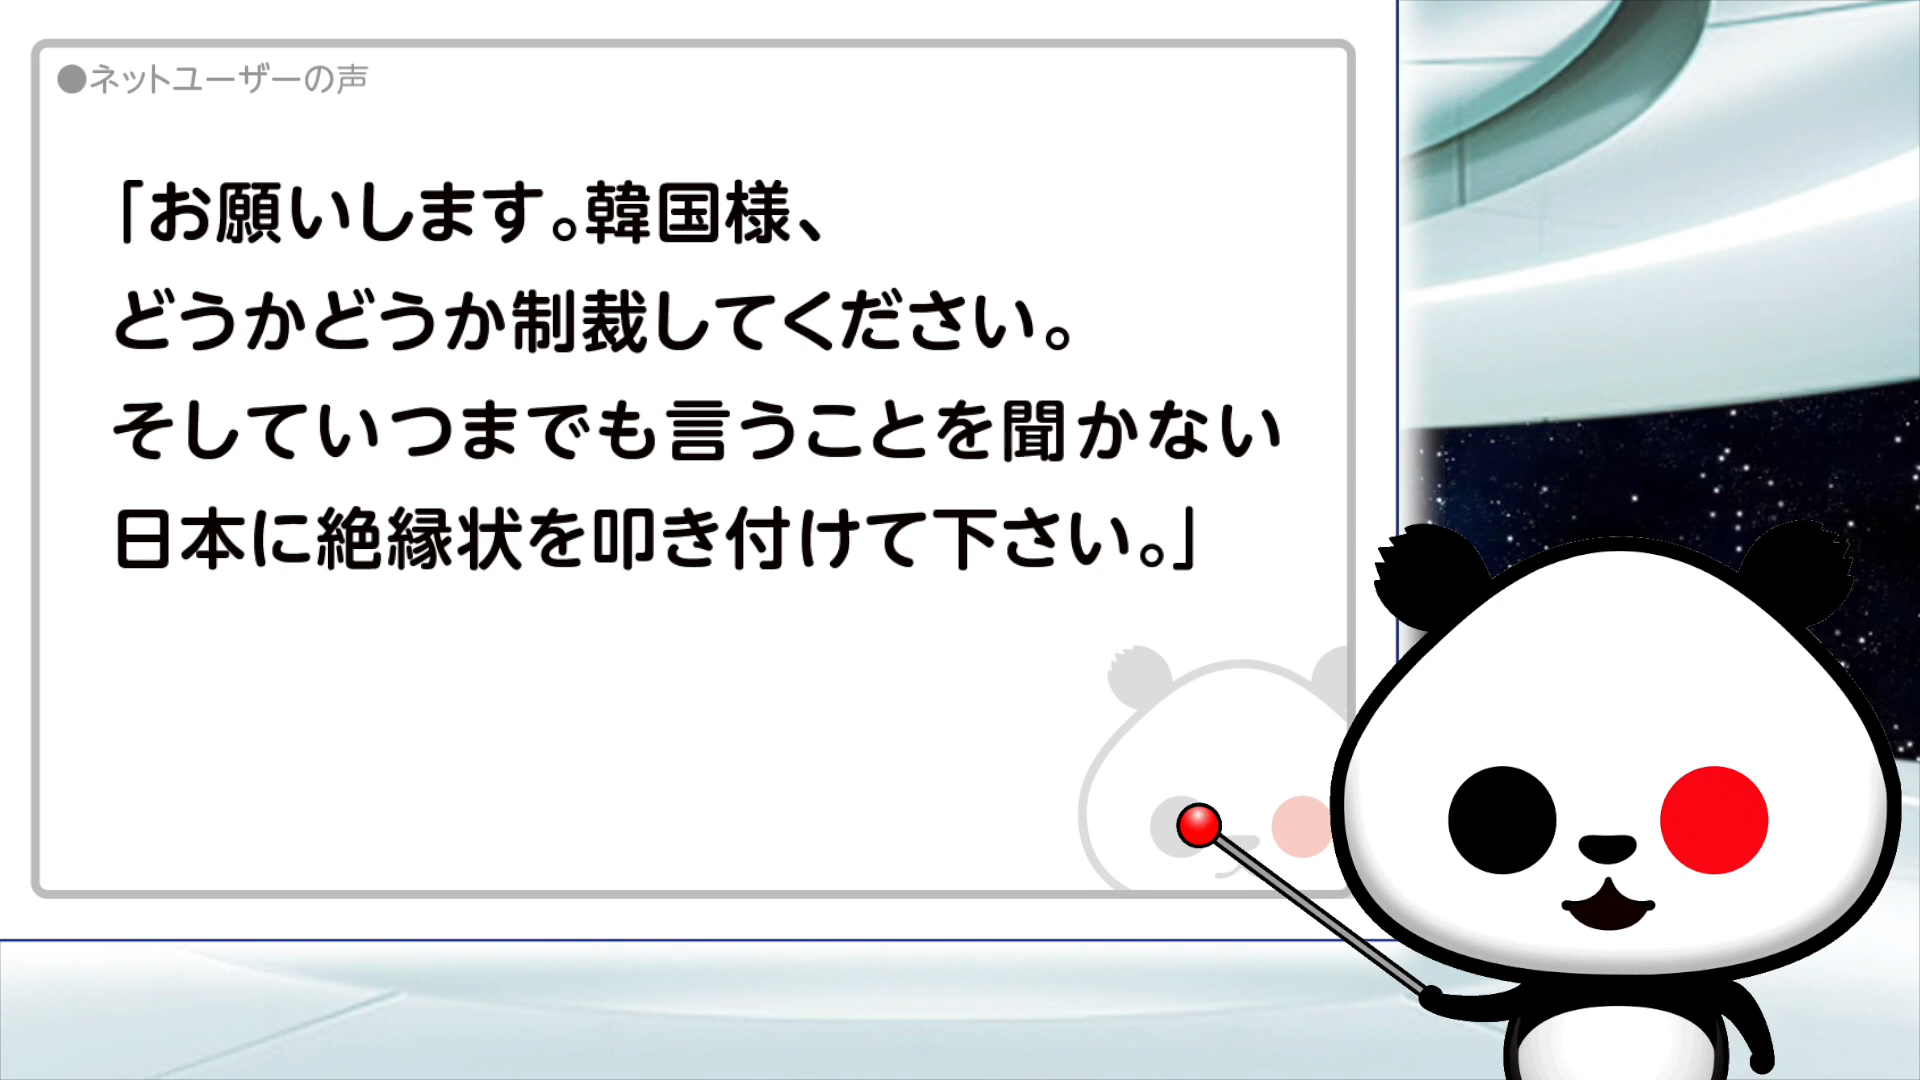 ●ネットユーザーの声
「お願いします。韓国様、
どうかどうか制裁してください。
そしていつまでも言うことを聞かない
日本に絶縁状を叩き付けて下さい。」